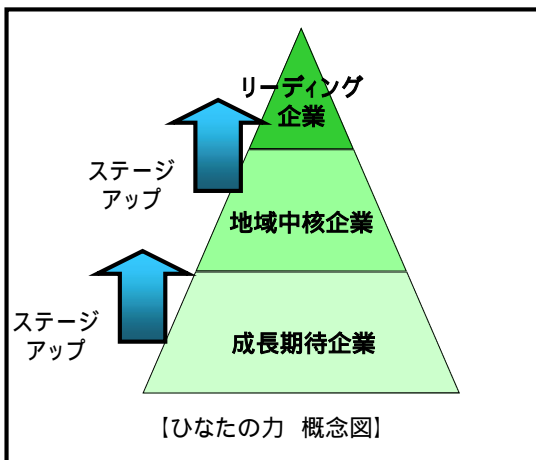 リーディング
企業
ステージ
アップ
地域中核企業
ステージ
アップ
成長期待企業
【ひなたの力 概念図】